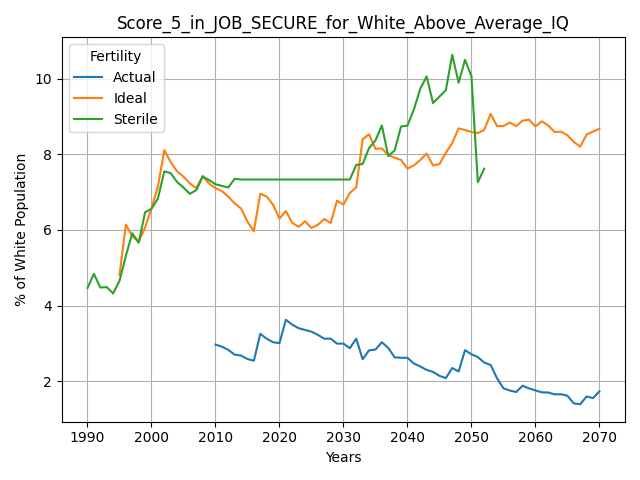 Score_5_in_JOB_SECURE_for_White_Above_Average_IQ
Fertility
Actual
Ideal
Sterile
% of White Population
10
8
6
4
2
1990 2000 2010 2020 2030 2040 2050 2060 2070
Years